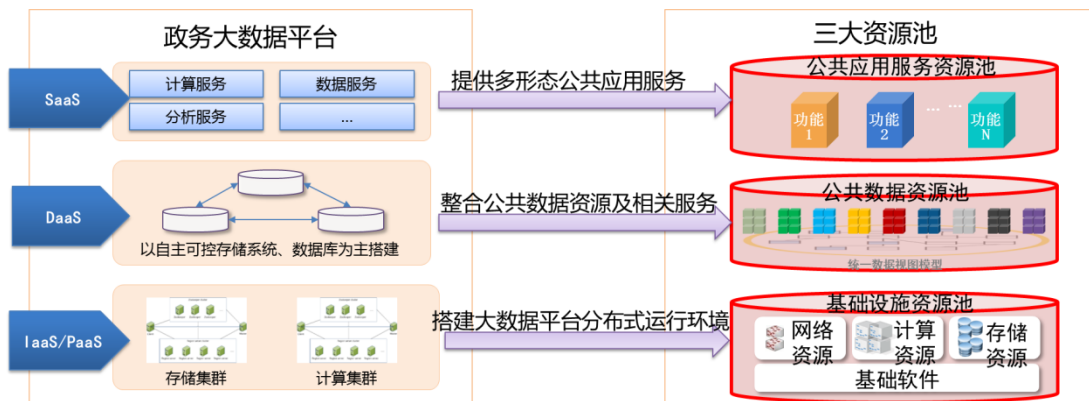 政务大数据平台
三大资源池
SaaS
计算服务
数据服务
分析服务
...
提供多形态公共应用服务
公共应用服务资源池
功能
1
功能
2
... ...
功能
N
DaaS
以自主可控存储系统、数据库为主搭建
整合公共数据资源及相关服务
公共数据资源池
统一数据视图模型
IaaS/PaaS
存储集群
计算集群
搭建大数据平台分布式运行环境
基础设施资源池
网络
资源
计算
资源
存储
资源
基础软件